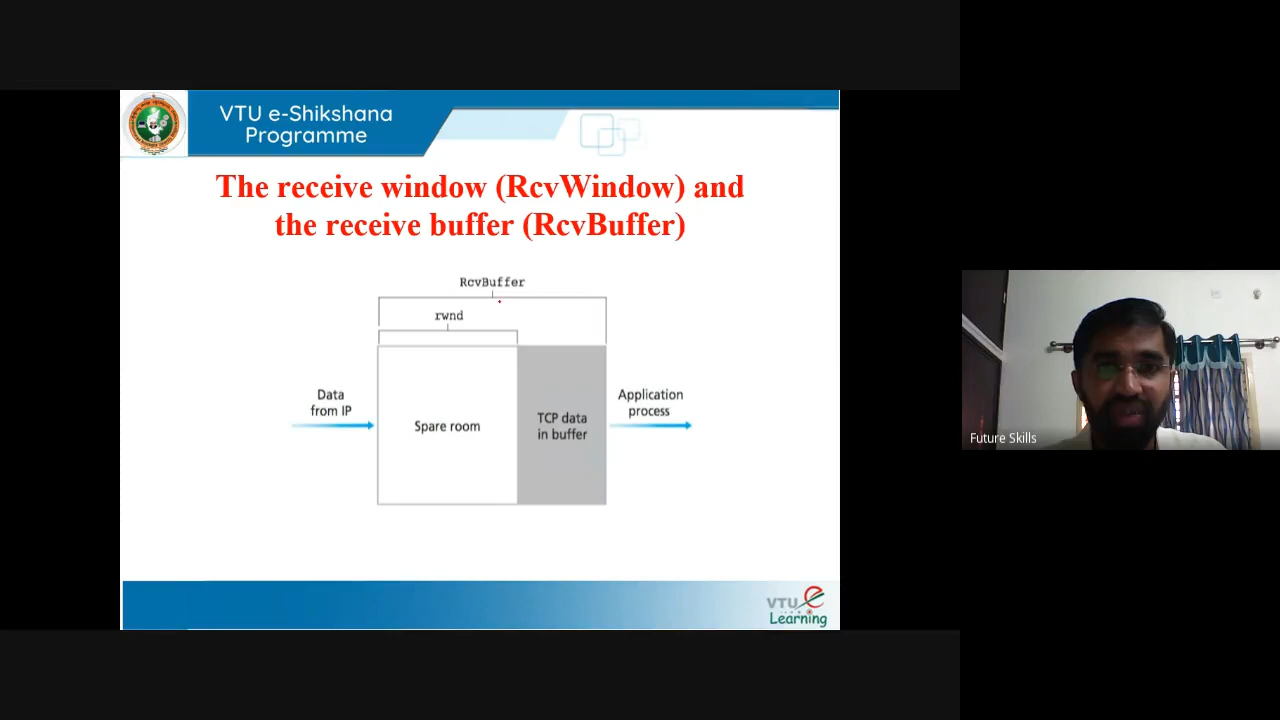 VTU e-Shikshana
Programme
The receive window (RcvWindow) and
the receive buffer (RcvBuffer)
RcvBuffer
rwnd
Data
from IP
Spare room
TCP data
in buffer
Application
process
VTU e
Learning
Future Skills